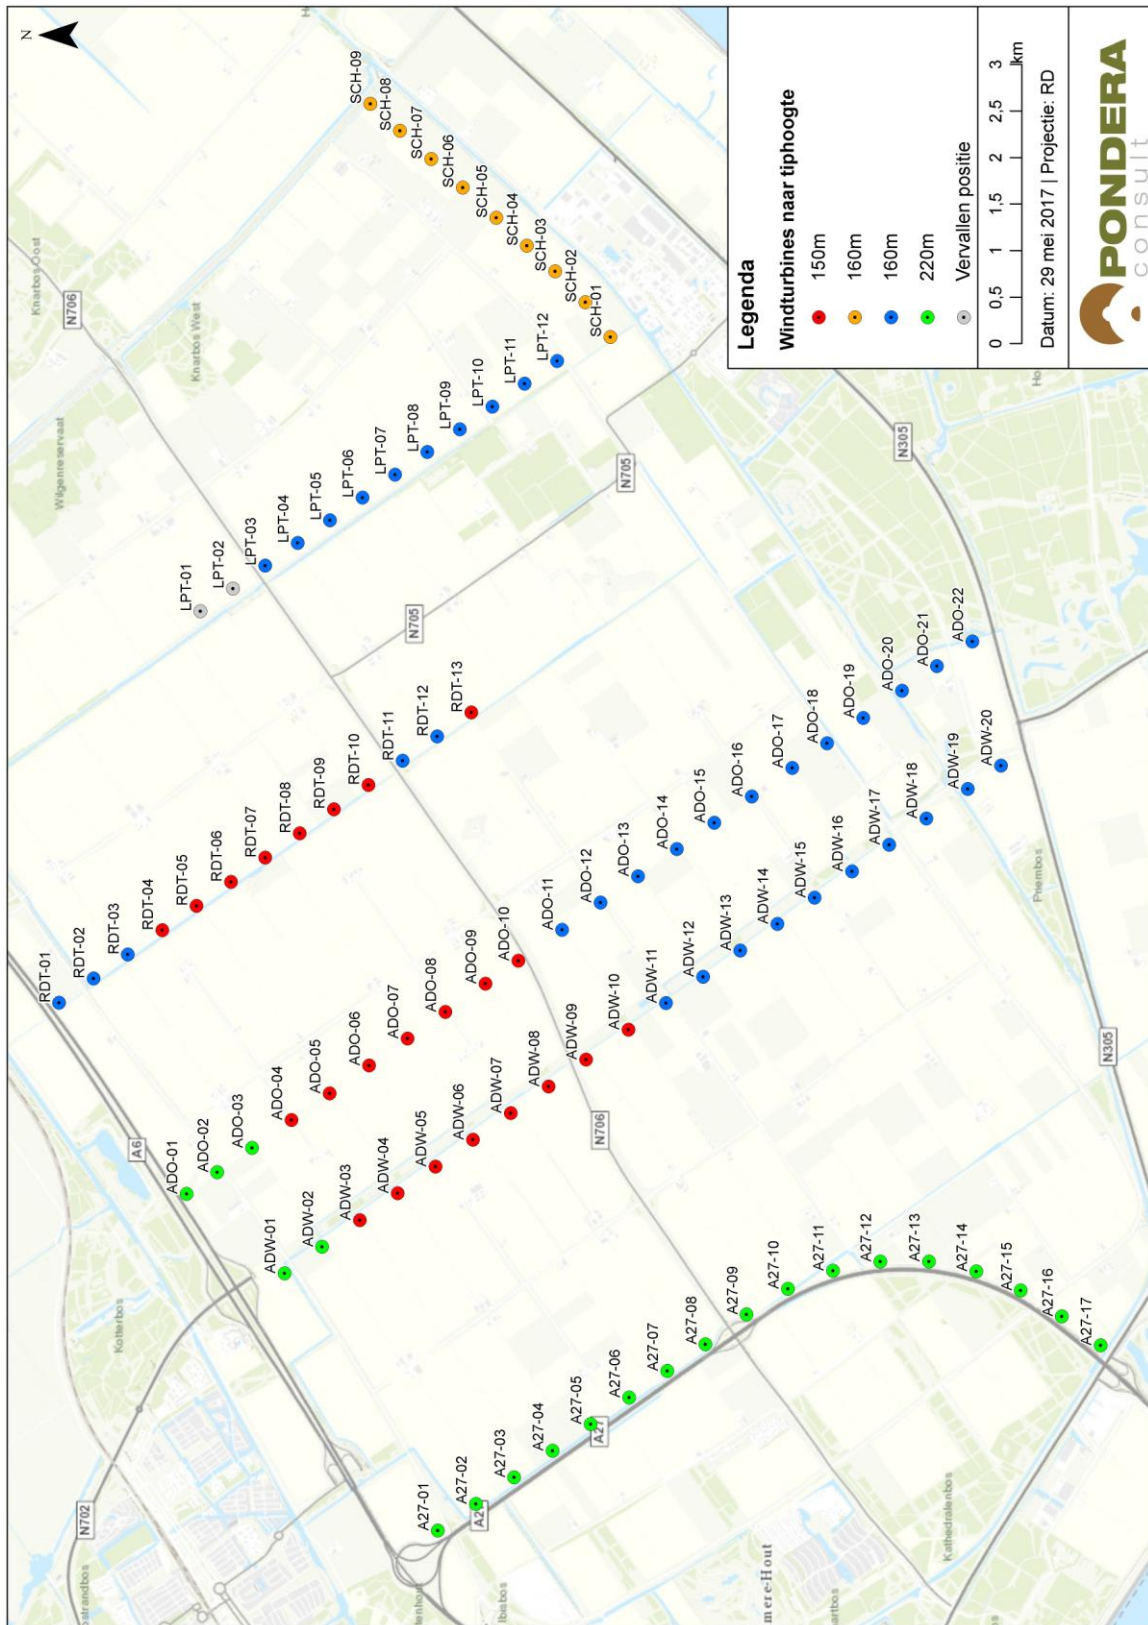 N
Knarbos Oost
N706
Knarbos West
Wilgenreservaat
SCH-09
SCH-08
SCH-07
SCH-06
SCH-05
SCH-04
SCH-03
SCH-02
SCH-01
LPT-01
LPT-02
LPT-03
LPT-04
LPT-05
LPT-06
LPT-07
LPT-08
LPT-09
LPT-10
LPT-11
LPT-12
N705
N705
N305
RDT-01
RDT-02
RDT-03
RDT-04
RDT-05
RDT-06
RDT-07
RDT-08
RDT-09
RDT-10
RDT-11
RDT-12
RDT-13
A6
ADO-01
ADO-02
ADO-03
ADO-04
ADO-05
ADO-06
ADO-07
ADO-08
ADO-09
ADO-10
ADO-11
ADO-12
ADO-13
ADO-14
ADO-15
ADO-16
ADO-17
ADO-18
ADO-19
ADO-20
ADO-21
ADO-22
ADW-01
ADW-02
ADW-03
ADW-04
ADW-05
ADW-06
ADW-07
ADW-08
ADW-09
ADW-10
ADW-11
ADW-12
ADW-13
ADW-14
ADW-15
ADW-16
ADW-17
ADW-18
ADW-19
ADW-20
N706
Priembos
N305
Kotterbos
N702
A27-01
A27-02
A27-03
A27-04
A27-05
A27-06
A27-07
A27-08
A27-09
A27-10
A27-11
A27-12
A27-13
A27-14
A27-15
A27-16
A27-17
A27
ostrandbos
tenhout
Ibisbos
mere-Hout
artbos
Kathedralenbos
Legenda
Windturbines naar tiphoogte
150m
160m
160m
220m
Vervallen positie
0 0,5 1 1,5 2 2,5 3
km
Datum: 29 mei 2017 | Projectie: RD
PONDERA
consult